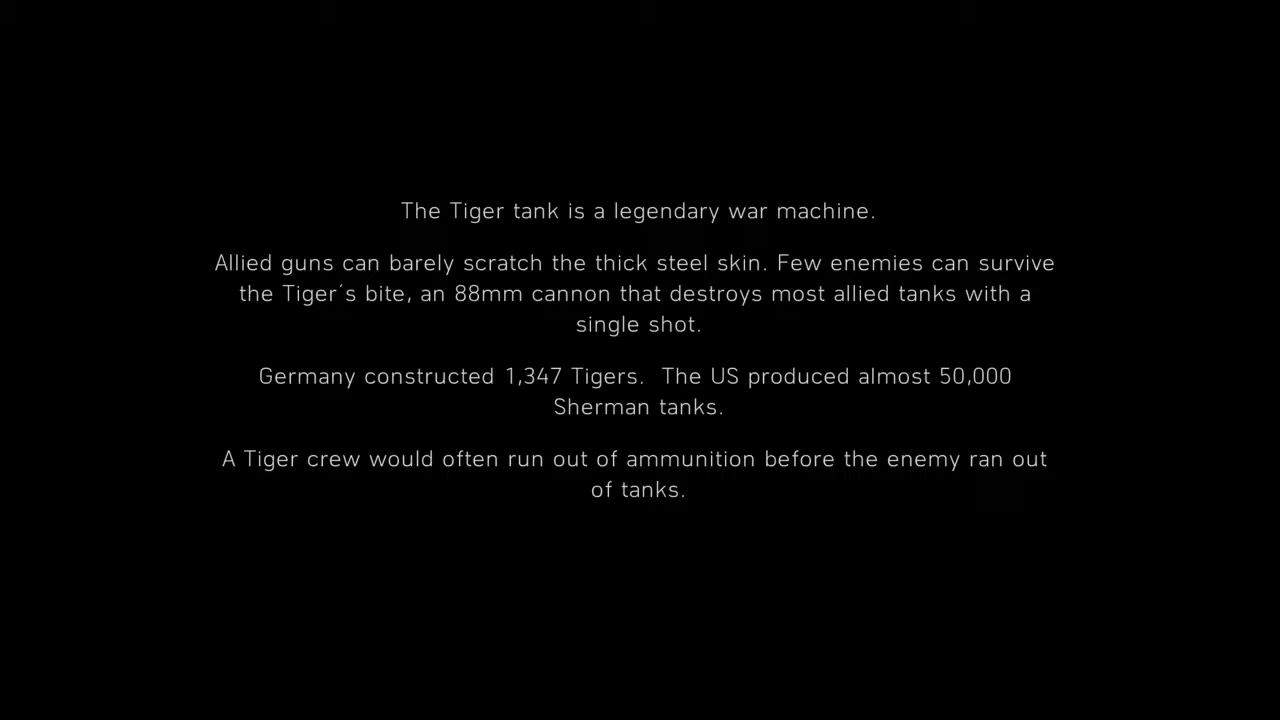 The Tiger tank is a legendary war machine.
Allied guns can barely scratch the thick steel skin. Few enemies can survive
the Tiger´s bite, an 88mm cannon that destroys most allied tanks with a
single shot.
Germany constructed 1,347 Tigers.  The US produced almost 50,000
Sherman tanks.
A Tiger crew would often run out of ammunition before the enemy ran out
of tanks.